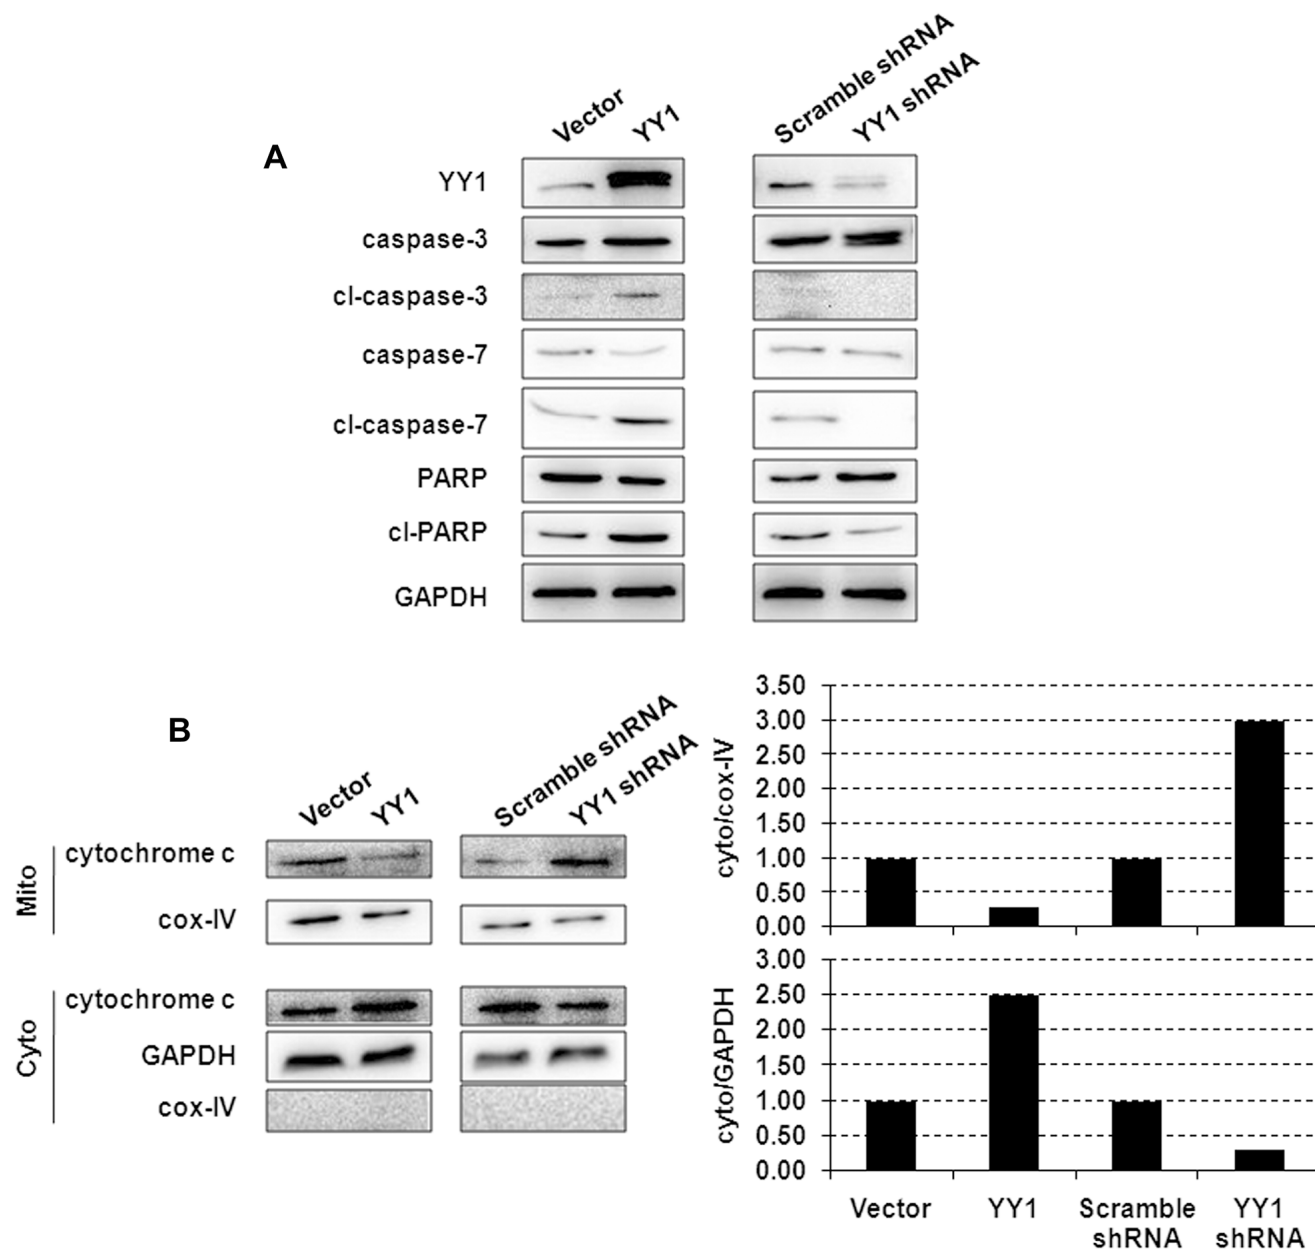 A
Vector
YY1
Scramble shRNA
YY1 shRNA
YY1
caspase-3
cl-caspase-3
caspase-7
cl-caspase-7
PARP
cl-PARP
GAPDH
B
Vector
YY1
Scramble shRNA
YY1 shRNA
Mito
cytochrome c
cox-IV
Cyto
cytochrome c
GAPDH
cox-IV
cyto/cox-IV
3.50
3.00
2.50
2.00
1.50
1.00
0.50
0.00
cyto/GAPDH
3.00
2.50
2.00
1.50
1.00
0.50
0.00
Vector
YY1
Scramble
shRNA
YY1
shRNA